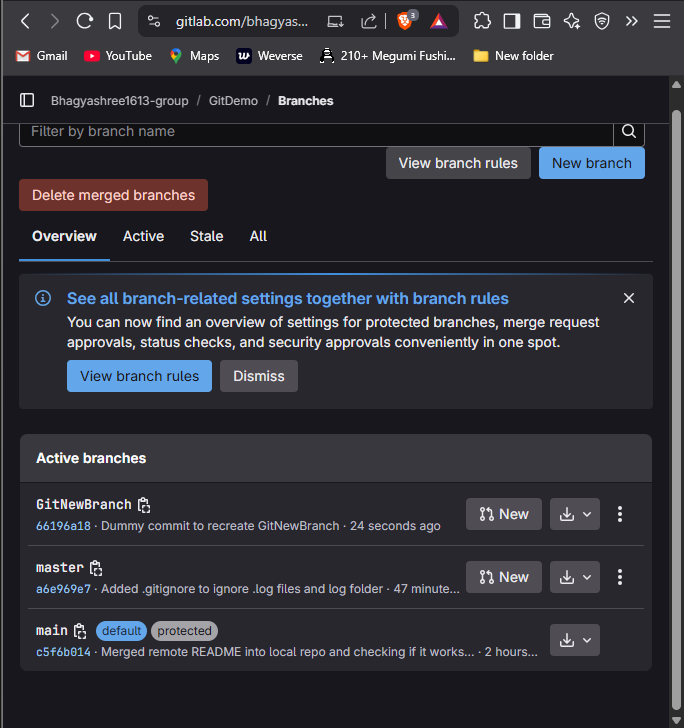 gitlab.com/bhagyas...
3
Gmail
YouTube
Maps
Weverse
210+ Megumi Fushi...
New folder
Bhagyashree1613-group / GitDemo / Branches
Filter by branch name
View branch rules
New branch
Delete merged branches
Overview
Active
Stale
All
See all branch-related settings together with branch rules
You can now find an overview of settings for protected branches, merge request
approvals, status checks, and security approvals conveniently in one spot.
View branch rules
Dismiss
Active branches
GitNewBranch
66196a18 · Dummy commit to recreate GitNewBranch · 24 seconds ago
New
master
a6e969e7 · Added .gitignore to ignore .log files and log folder · 47 minute...
New
main
default
protected
c5f6b014 · Merged remote README into local repo and checking if it works... · 2 hours...